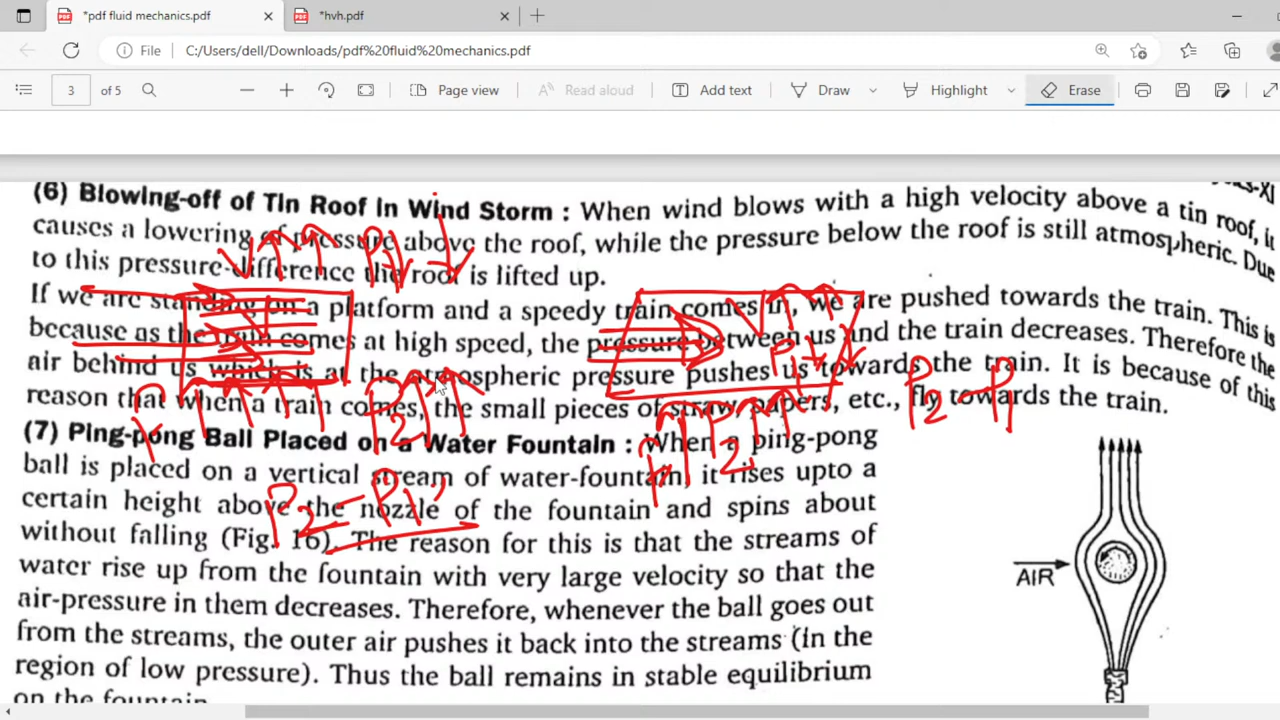 *pdf fluid mechanics.pdf
*hvh.pdf
File
C:/Users/dell/Downloads/pdf%20fluid%20mechanics.pdf
3 of 5
Page view
Read aloud
Add text
Draw
Highlight
Erase
(6) Blowing-off of Tin Roof in Wind Storm : When wind blows with a high velocity above a tin roof, it
causes a lowering of pressure above the roof, while the pressure below the roof is still atmospheric. Due
to this pressure-difference the roof is lifted up.
If we are standing on a platform and a speedy train comes in, we are pushed towards the train. This is
because as the train comes at high speed, the pressure between us and the train decreases. Therefore the
air behind us which is at the atmospheric pressure pushes us towards the train. It is because of this
reason that when a train comes, the small pieces of straw papers, etc., fly towards the train.
(7) Ping-pong Ball Placed on a Water Fountain : When a ping-pong
ball is placed on a vertical stream of water-fountain, it rises upto a
certain height above the nozzle of the fountain and spins about
without falling (Fig. 16). The reason for this is that the streams of
water rise up from the fountain with very large velocity so that the
air-pressure in them decreases. Therefore, whenever the ball goes out
from the streams, the outer air pushes it back into the streams (in the
region of low pressure). Thus the ball remains in stable equilibrium
on the fountain.
AIR
V↑↑ P₁↓↓
P₂↑↑
P₂-P₁
V↑↑
P₁↓↓
P₂↑↑
P₂-P₁